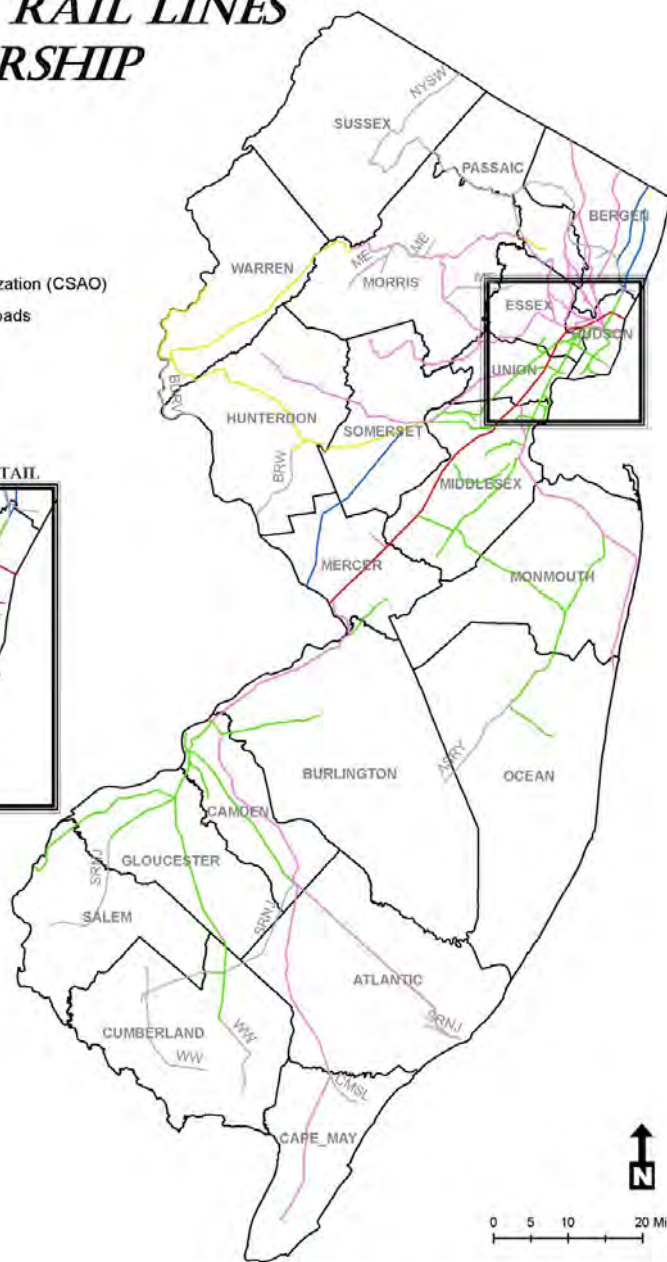 RAIL LINES
RSHIP
zation (CSAO)
oads
TAIL
NYSW
SUSSEX
PASSAIC
BERGEN
WARREN
ME
ME
MORRIS
ME
ESSEX
HUDSON
UNION
HUNTERDON
SOMERSET
BRW
MIDDLESEX
MERCER
MONMOUTH
ASRY
OCEAN
BURLINGTON
CAMDEN
GLOUCESTER
SRNJ
SALEM
SRNJ
ATLANTIC
SRNJ
CUMBERLAND
WW
WW
CMSL
CAPE_MAY
N
0 5 10 20 Mi